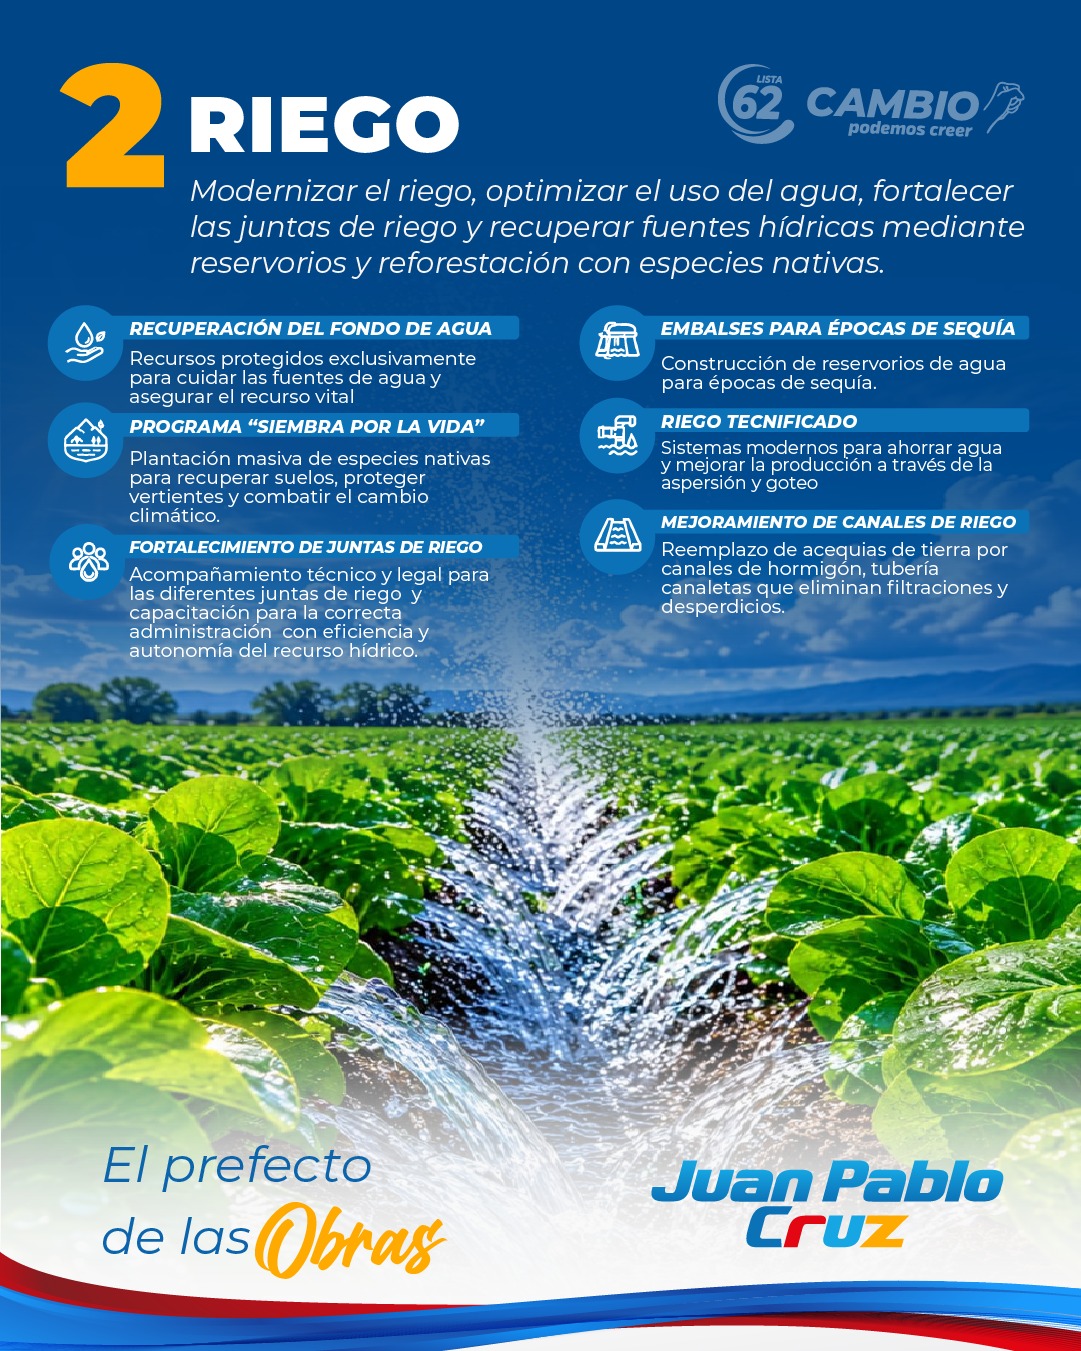 2 RIEGO
LISTA
62
CAMBIO
podemos creer
Modernizar el riego, optimizar el uso del agua, fortalecer
las juntas de riego y recuperar fuentes hídricas mediante
reservorios y reforestación con especies nativas.
RECUPERACIÓN DEL FONDO DE AGUA
Recursos protegidos exclusivamente
para cuidar las fuentes de agua y
asegurar el recurso vital
PROGRAMA “SIEMBRA POR LA VIDA”
Plantación masiva de especies nativas
para recuperar suelos, proteger
vertientes y combatir el cambio
climático.
FORTALECIMIENTO DE JUNTAS DE RIEGO
Acompañamiento técnico y legal para
las diferentes juntas de riego y
capacitación para la correcta
administración con eficiencia y
autonomía del recurso hídrico.
EMBALSES PARA ÉPOCAS DE SEQUÍA
Construcción de reservorios de agua
para épocas de sequía.
RIEGO TECNIFICADO
Sistemas modernos para ahorrar agua
y mejorar la producción a través de la
aspersión y goteo
MEJORAMIENTO DE CANALES DE RIEGO
Reemplazo de acequias de tierra por
canales de hormigón, tubería
canaletas que eliminan filtraciones y
desperdicios.
El prefecto
de las Obras
Juan Pablo
Cruz